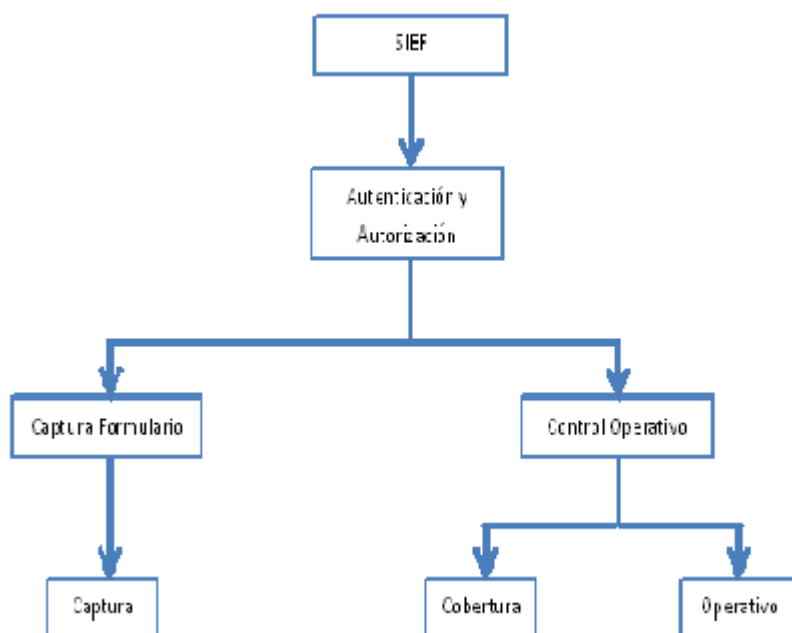 SIEF
Autenticación y
Autorización
Captura Formulario
Control Operativo
Captura
Cobertura
Operativo